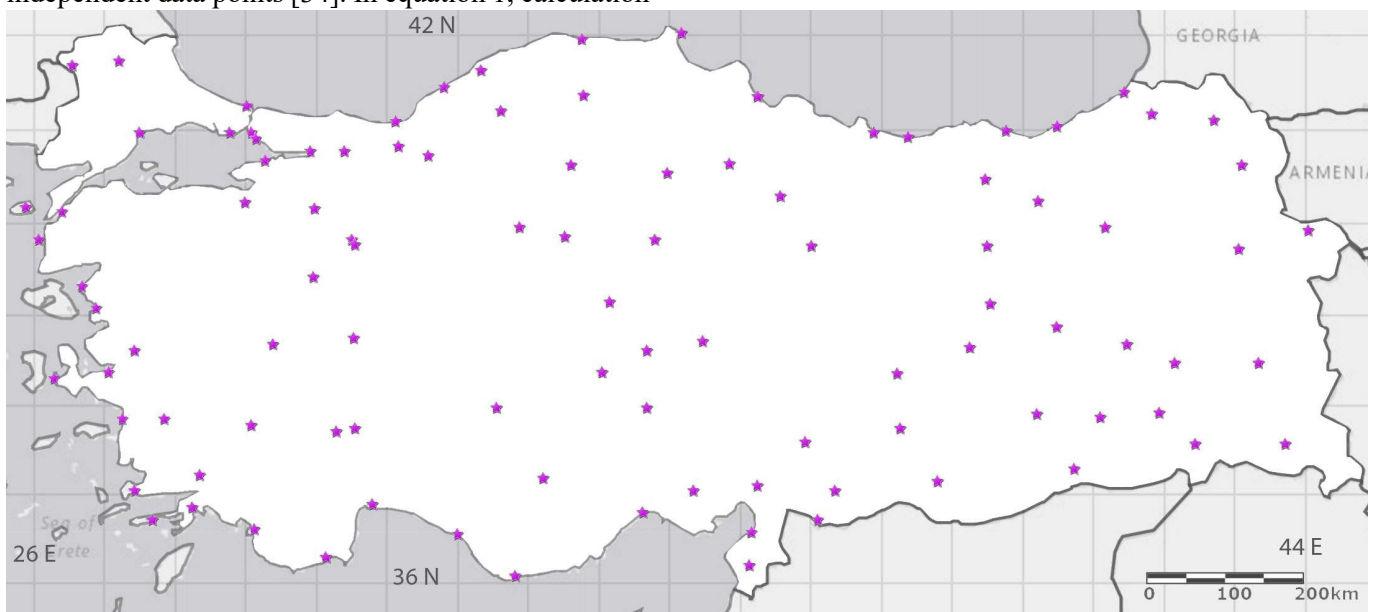 independent data points [34]. In equation 1, calculation
42 N
GEORGIA
ARMENIA
Sea of
26 E
rete
44 E
36 N
0 100 200km